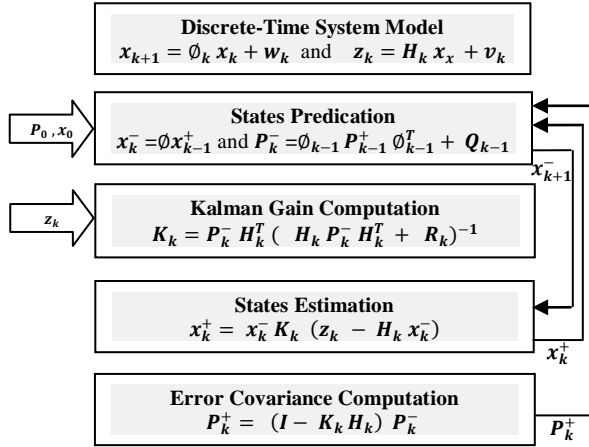 Discrete-Time System Model
x_{k+1} = ∅_k x_k + w_k and z_k = H_k x_x + v_k
P_0 , x_0
States Predication
x_k^- =∅x_{k-1}^+ and P_k^- =∅_{k-1} P_{k-1}^+ ∅_{k-1}^T + Q_{k-1}
x_{k+1}^-
z_k
Kalman Gain Computation
K_k = P_k^- H_k^T ( H_k P_k^- H_k^T + R_k)^{-1}
States Estimation
x_k^+ = x_k^- K_k (z_k − H_k x_k^-)
x_k^+
Error Covariance Computation
P_k^+ = (I − K_k H_k) P_k^-
P_k^+